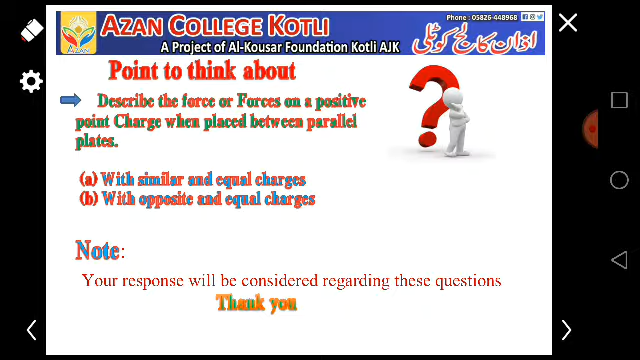 AZAN COLLEGE KOTLI
Phone : 05826-448968
A Project of Al-Kousar Foundation Kotli AJK
اذان کالج کوٹلی
AZAN
Point to think about
Describe the force or Forces on a positive
point Charge when placed between parallel
plates.
(a) With similar and equal charges
(b) With opposite and equal charges
Note:
Your response will be considered regarding these questions
Thank you